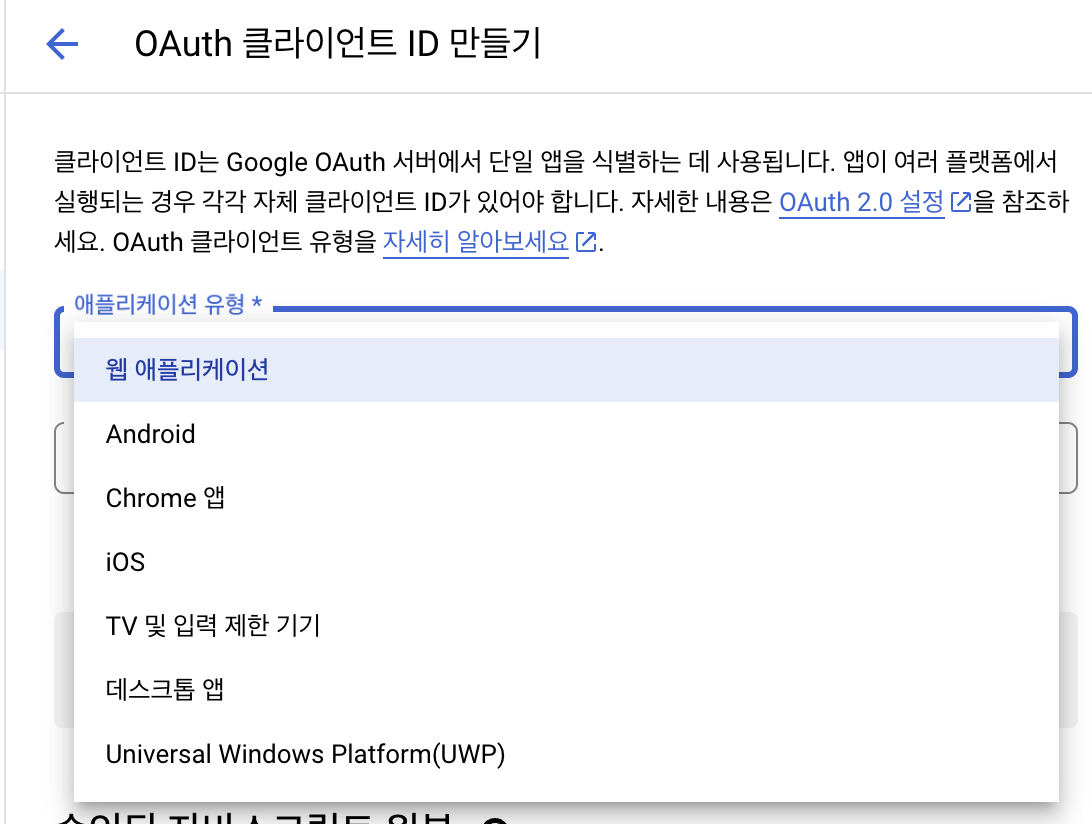 OAuth 클라이언트 ID 만들기
클라이언트 ID는 Google OAuth 서버에서 단일 앱을 식별하는 데 사용됩니다. 앱이 여러 플랫폼에서
실행되는 경우 각각 자체 클라이언트 ID가 있어야 합니다. 자세한 내용은 OAuth 2.0 설정을 참조하
세요. OAuth 클라이언트 유형을 자세히 알아보세요.
애플리케이션 유형 *
웹 애플리케이션
Android
Chrome 앱
iOS
TV 및 입력 제한 기기
데스크톱 앱
Universal Windows Platform(UWP)